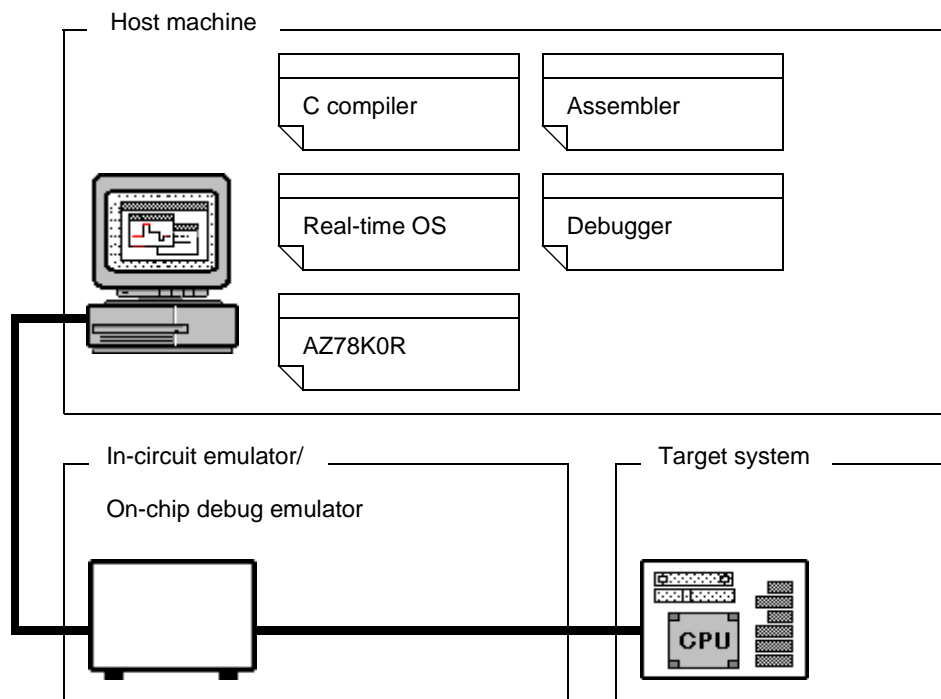 Host machine
C compiler
Assembler
Real-time OS
Debugger
AZ78K0R
In-circuit emulator/
On-chip debug emulator
Target system
CPU